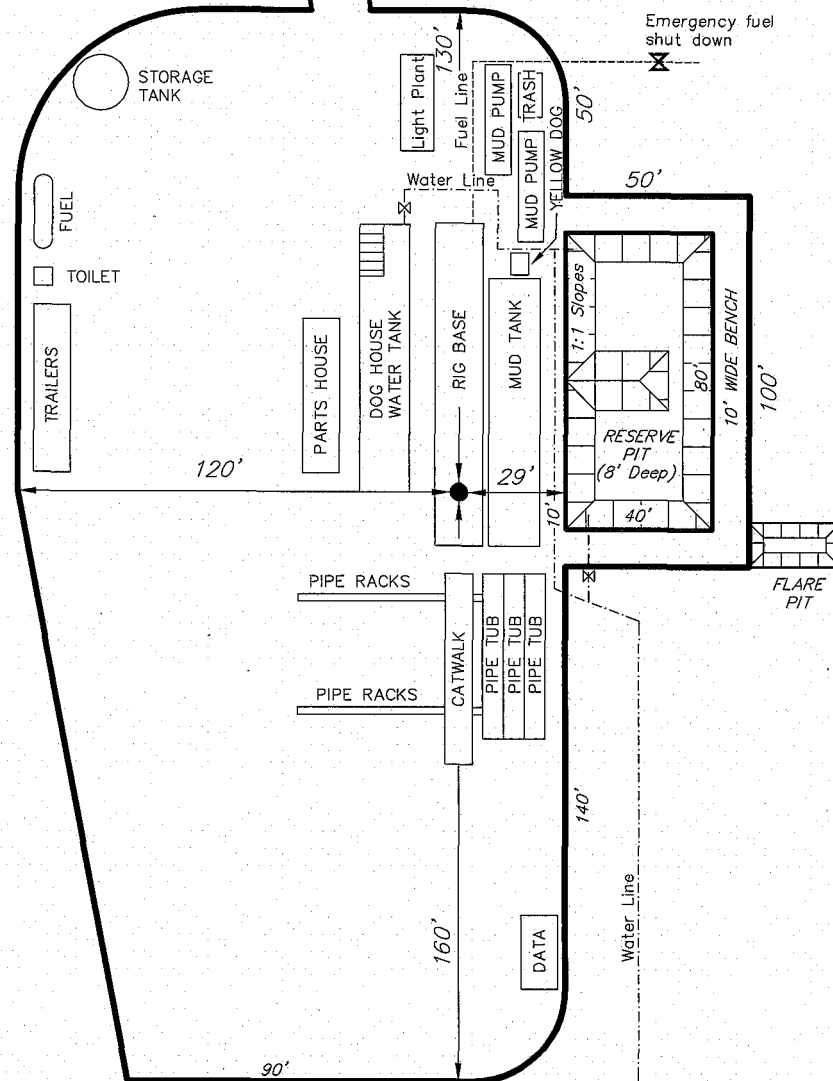 Emergency fuel
shut down
130'
STORAGE
TANK
Light Plant
Fuel Line
MUD PUMP
TRASH
50'
MUD PUMP
YELLOW DOG
Water Line
50'
FUEL
TOILET
TRAILERS
PARTS HOUSE
DOG HOUSE
WATER TANK
RIG BASE
MUD TANK
1:1 Slopes
80'
10' WIDE BENCH
100'
RESERVE
PIT
(8' Deep)
120'
29'
10'
40'
FLARE
PIT
PIPE RACKS
CATWALK
PIPE TUB
PIPE TUB
PIPE TUB
PIPE RACKS
140'
160'
DATA
Water Line
90'